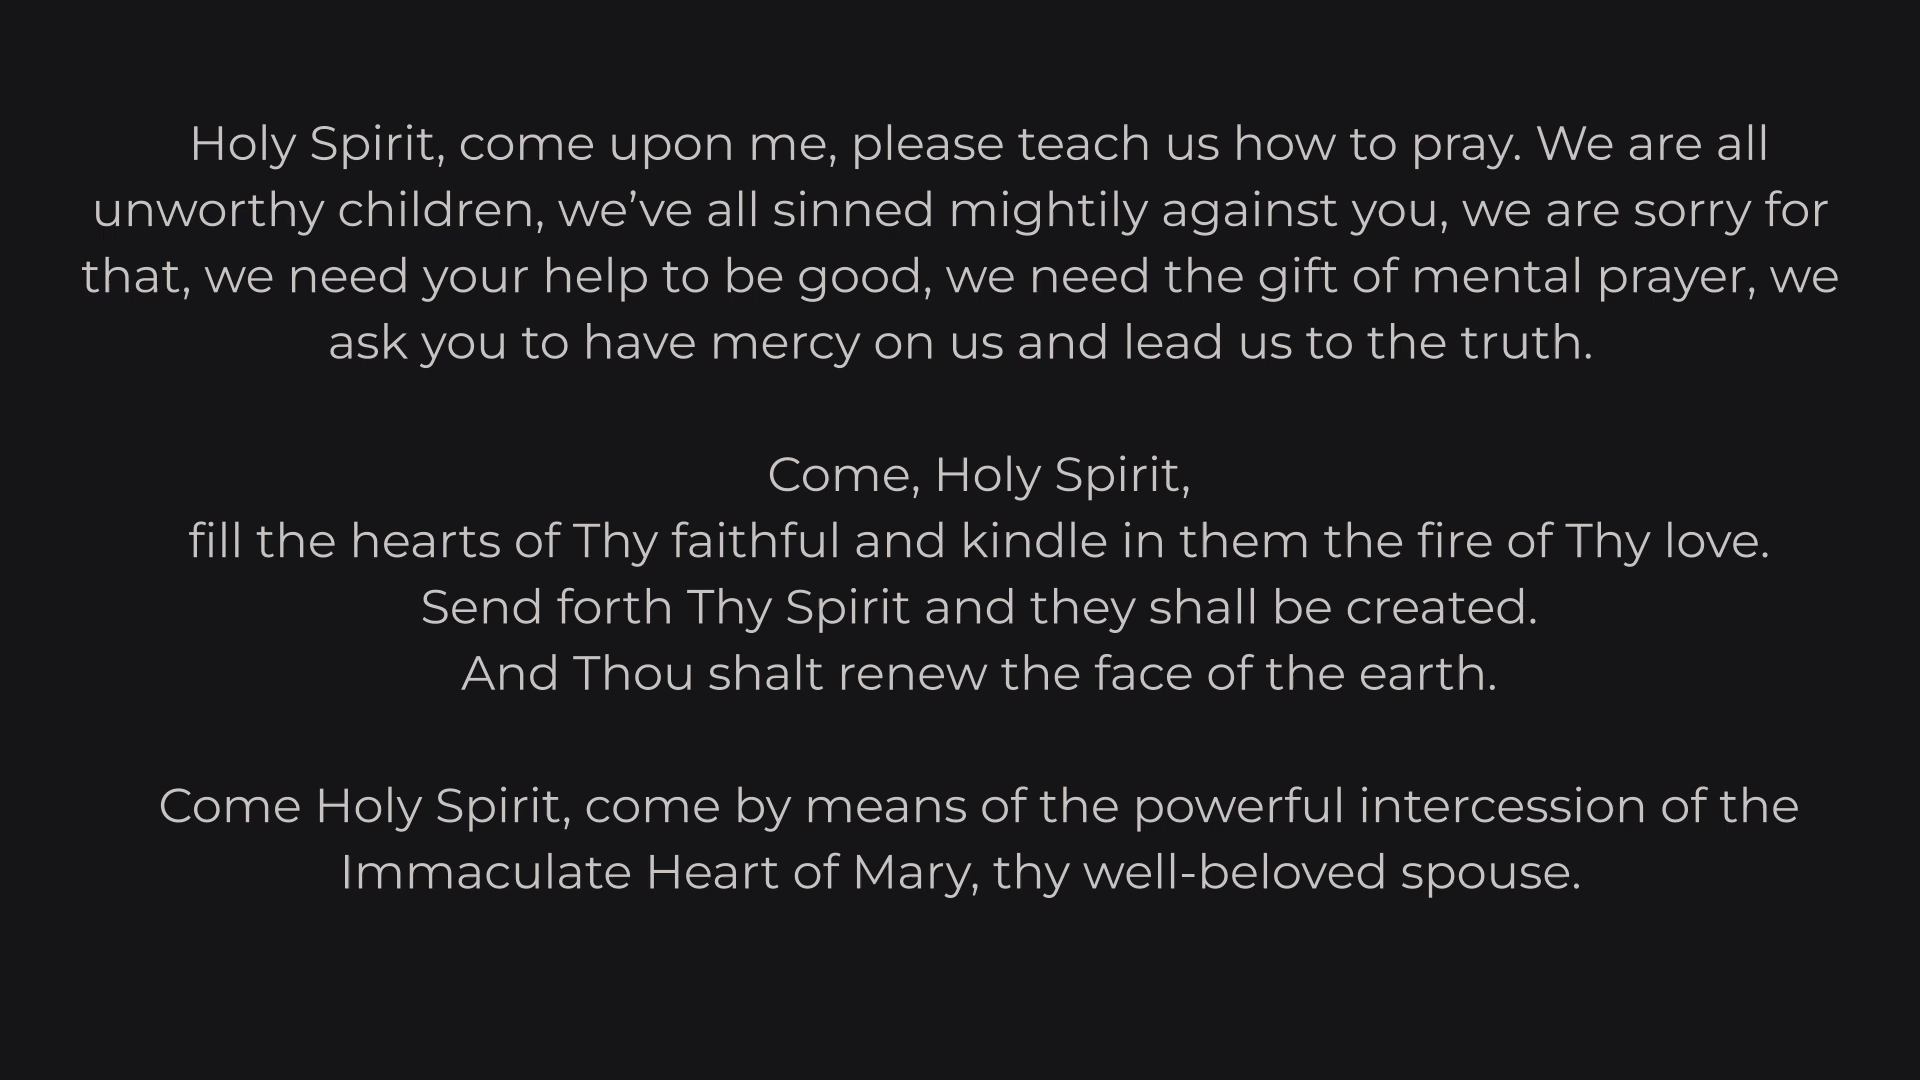 Holy Spirit, come upon me, please teach us how to pray. We are all
unworthy children, we’ve all sinned mightily against you, we are sorry for
that, we need your help to be good, we need the gift of mental prayer, we
ask you to have mercy on us and lead us to the truth.
Come, Holy Spirit,
fill the hearts of Thy faithful and kindle in them the fire of Thy love.
Send forth Thy Spirit and they shall be created.
And Thou shalt renew the face of the earth.
Come Holy Spirit, come by means of the powerful intercession of the
Immaculate Heart of Mary, thy well-beloved spouse.